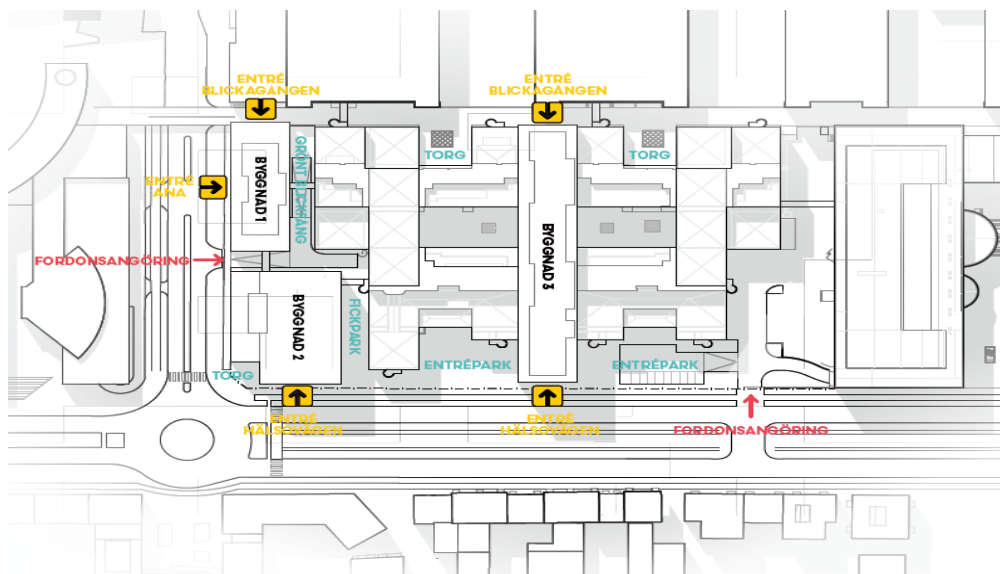 ENTRÉ
BLICKAGÅNGEN
ENTRÉ
BLICKAGÅNGEN
GRÖNT BLICKFÅNG
TORG
TORG
BYGGNAD 1
ENTRÉ
ANA
BYGGNAD 3
FORDONSANGÖRING
BYGGNAD 2
FICKPARK
ENTRÉPARK
ENTRÉPARK
TORG
ENTRÉ
HÄLSOVÄGEN
ENTRÉ
HÄLSOVÄGEN
FORDONSANGÖRING